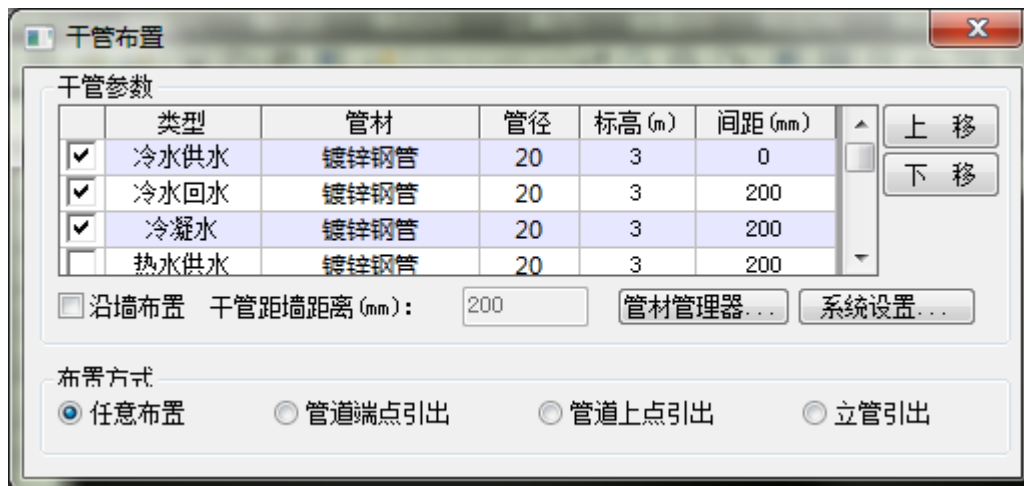 干管布置
干管参数
类型 管材 管径 标高(m) 间距(mm)
冷水供水 镀锌钢管 20 3 0
冷水回水 镀锌钢管 20 3 200
冷凝水 镀锌钢管 20 3 200
热水供水 镀锌钢管 20 3 200
上 移
下 移
沿墙布置 干管距墙距离(mm): 200 管材管理器... 系统设置...
布置方式
任意布置 管道端点引出 管道上点引出 立管引出